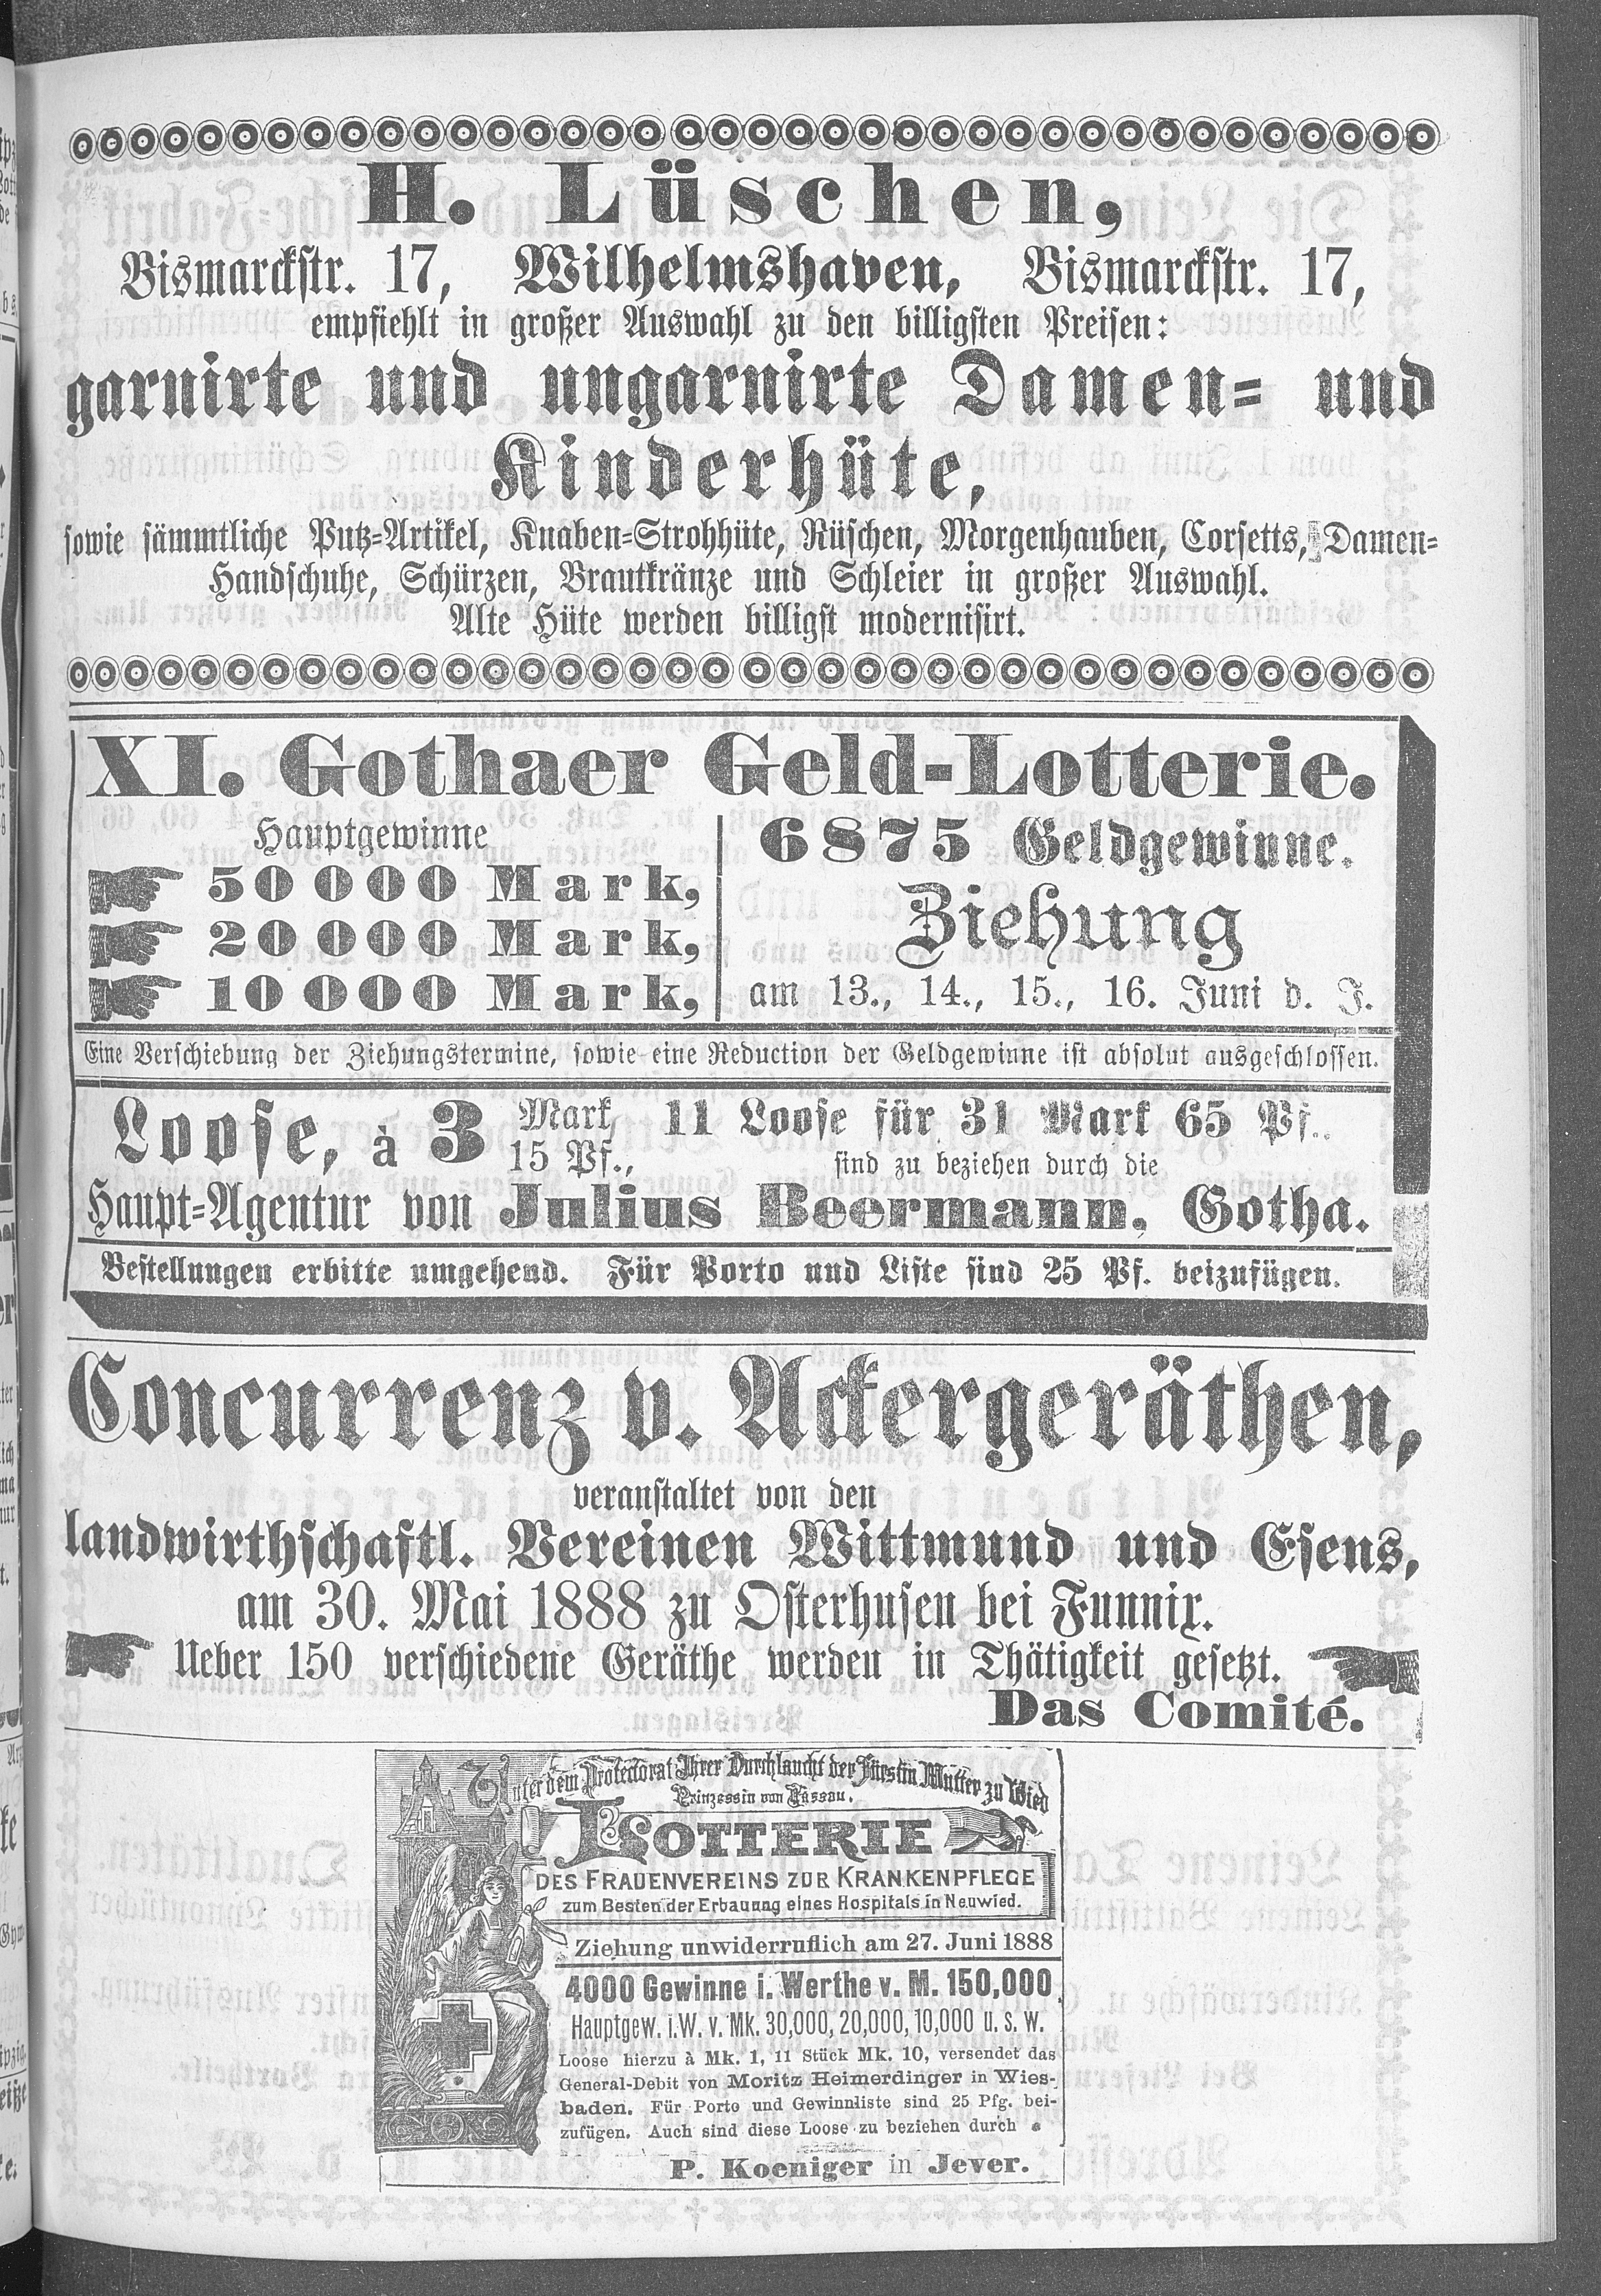 H. Lüschen,
Bismarckstr. 17, Wilhelmshaven, Bismarckstr. 17,
empfiehlt in großer Auswahl zu den billigsten Preisen:
garnirte und ungarnirte Damen- und
Kinderhüte,
sowie sämmtliche Putz-Artikel, Knaben-Strohhüte, Rüschen, Morgenhauben, Corsetts, Damen-
Handschuhe, Schürzen, Brautkränze und Schleier in großer Auswahl.
Alte Hüte werden billigst modernisirt.
XI. Gothaer Geld-Lotterie.
Hauptgewinne
50000 Mark,
20000 Mark,
10000 Mark,
6875 Geldgewinne.
Ziehung
am 13., 14., 15., 16. Juni d. J.
Eine Verschiebung der Ziehungstermine, sowie eine Reduction der Geldgewinne ist absolut ausgeschlossen.
Loose, à 3 Mark 15 Pf., 11 Loose für 31 Mark 65 Pf.
sind zu beziehen durch die
Haupt-Agentur von Julius Beermann, Gotha.
Bestellungen erbitte umgehend. Für Porto und Liste sind 25 Pf. beizufügen.
Concurrenz v. Ackergeräthen,
veranstaltet von den
landwirthschaftl. Vereinen Wittmund und Esens,
am 30. Mai 1888 zu Osterhusen bei Funnix.
Ueber 150 verschiedene Geräthe werden in Thätigkeit gesetzt.
Das Comité.
Unter dem Protectorat Ihrer Durchlaucht der Fürstin Mutter zu Wied
Prinzessin von Nassau.
LOTTERIE
DES FRAUENVEREINS ZUR KRANKENPFLEGE
zum Besten der Erbauung eines Hospitals in Neuwied.
Ziehung unwiderruflich am 27. Juni 1888
4000 Gewinne i. Werthe v. M. 150,000
Hauptgew. i. W. v. Mk. 30,000, 20,000, 10,000 u. s. w.
Loose hierzu à Mk. 1, 11 Stück Mk. 10, versendet das
General-Debit von Moritz Heimerdinger in Wies-
baden. Für Porto und Gewinnliste sind 25 Pfg. bei-
zufügen. Auch sind diese Loose zu beziehen durch
P. Koeniger in Jever.